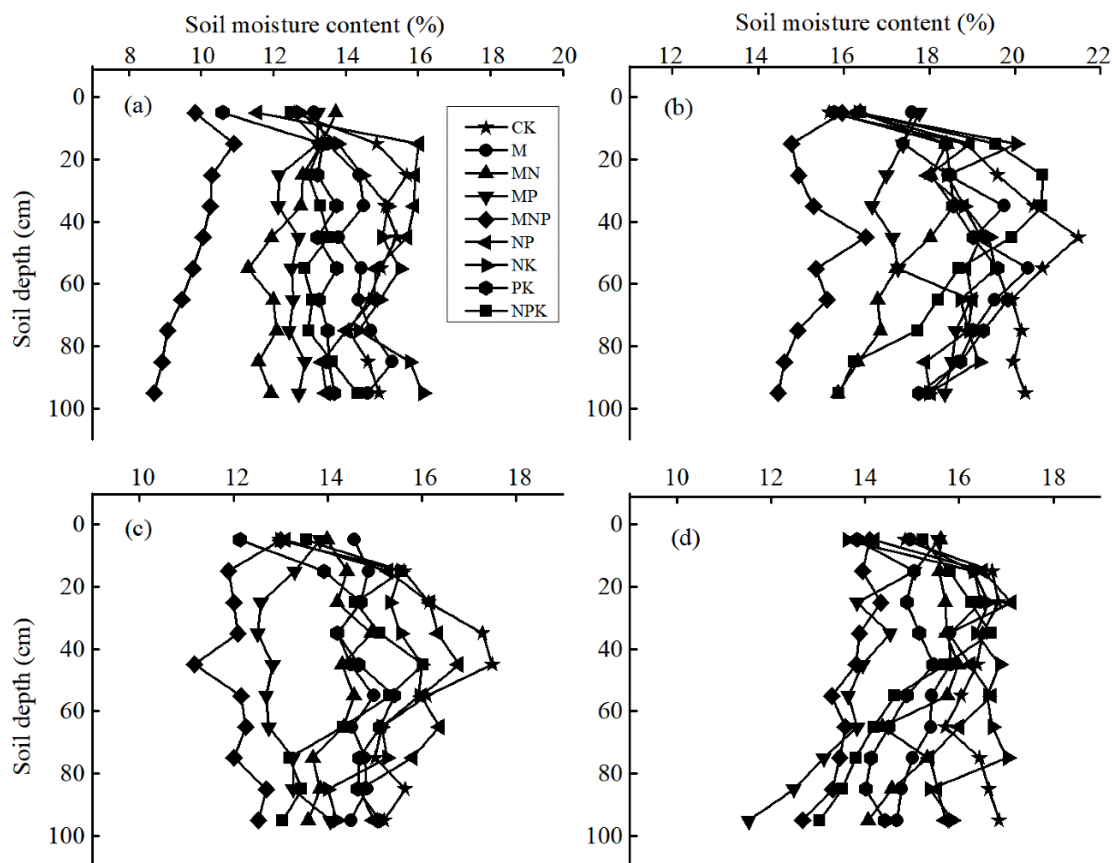 Soil moisture content (%)
Soil moisture content (%)
8 10 12 14 16 18 20
12 14 16 18 20 22
0
20
40
60
80
100
Soil depth (cm)
(a)
CK
M
MN
MP
MNP
NP
NK
PK
NPK
0
20
40
60
80
100
(b)
10 12 14 16 18
10 12 14 16 18
0
20
40
60
80
100
Soil depth (cm)
(c)
0
20
40
60
80
100
(d)